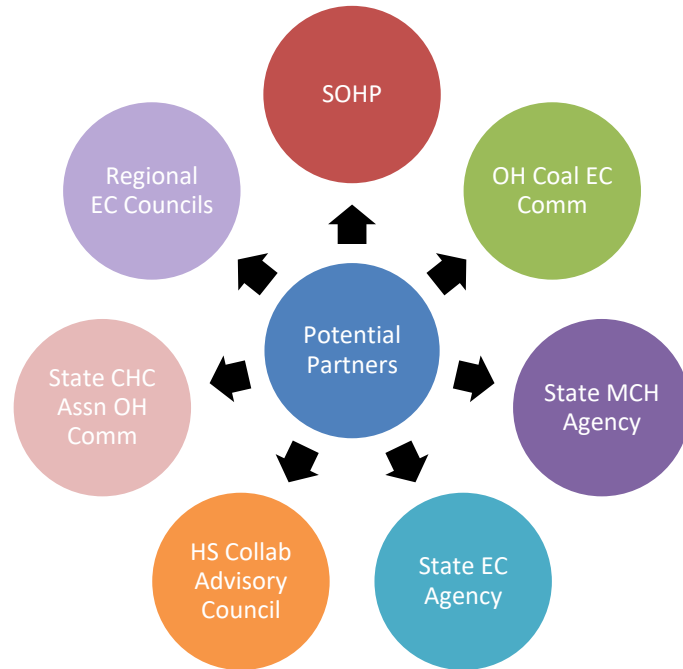 SOHP
OH Coal EC
Comm
State MCH
Agency
State EC
Agency
HS Collab
Advisory
Council
State CHC
Assn OH
Comm
Regional
EC Councils
Potential
Partners